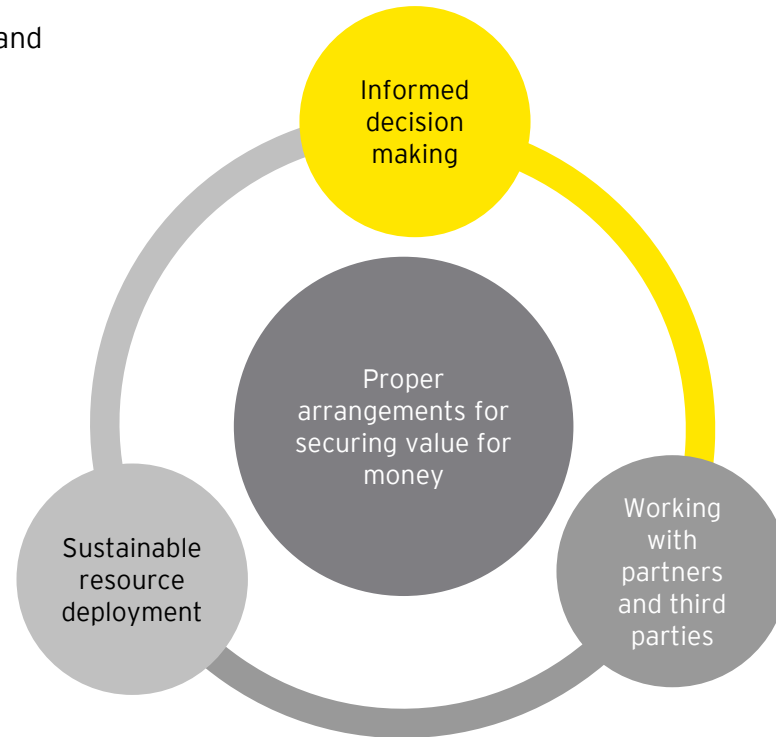 and
Informed
decision
making
Proper
arrangements for
securing value for
money
Sustainable
resource
deployment
Working
with
partners
and third
parties